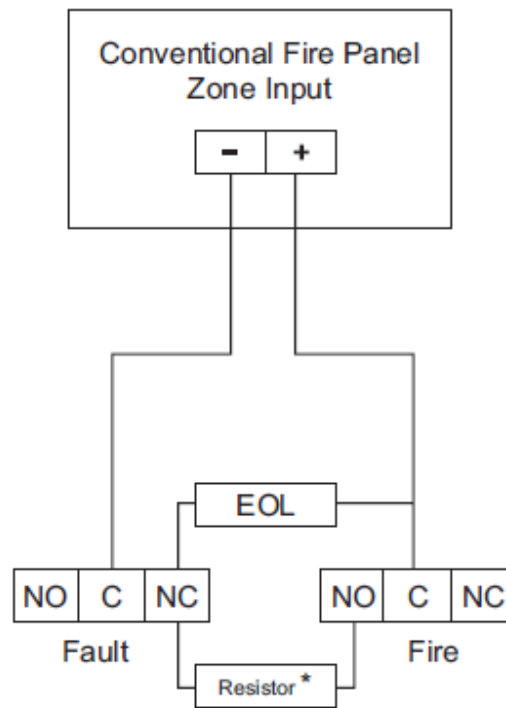 Conventional Fire Panel
Zone Input
- +
EOL
NO C NC NO C NC
Fault Fire
Resistor *